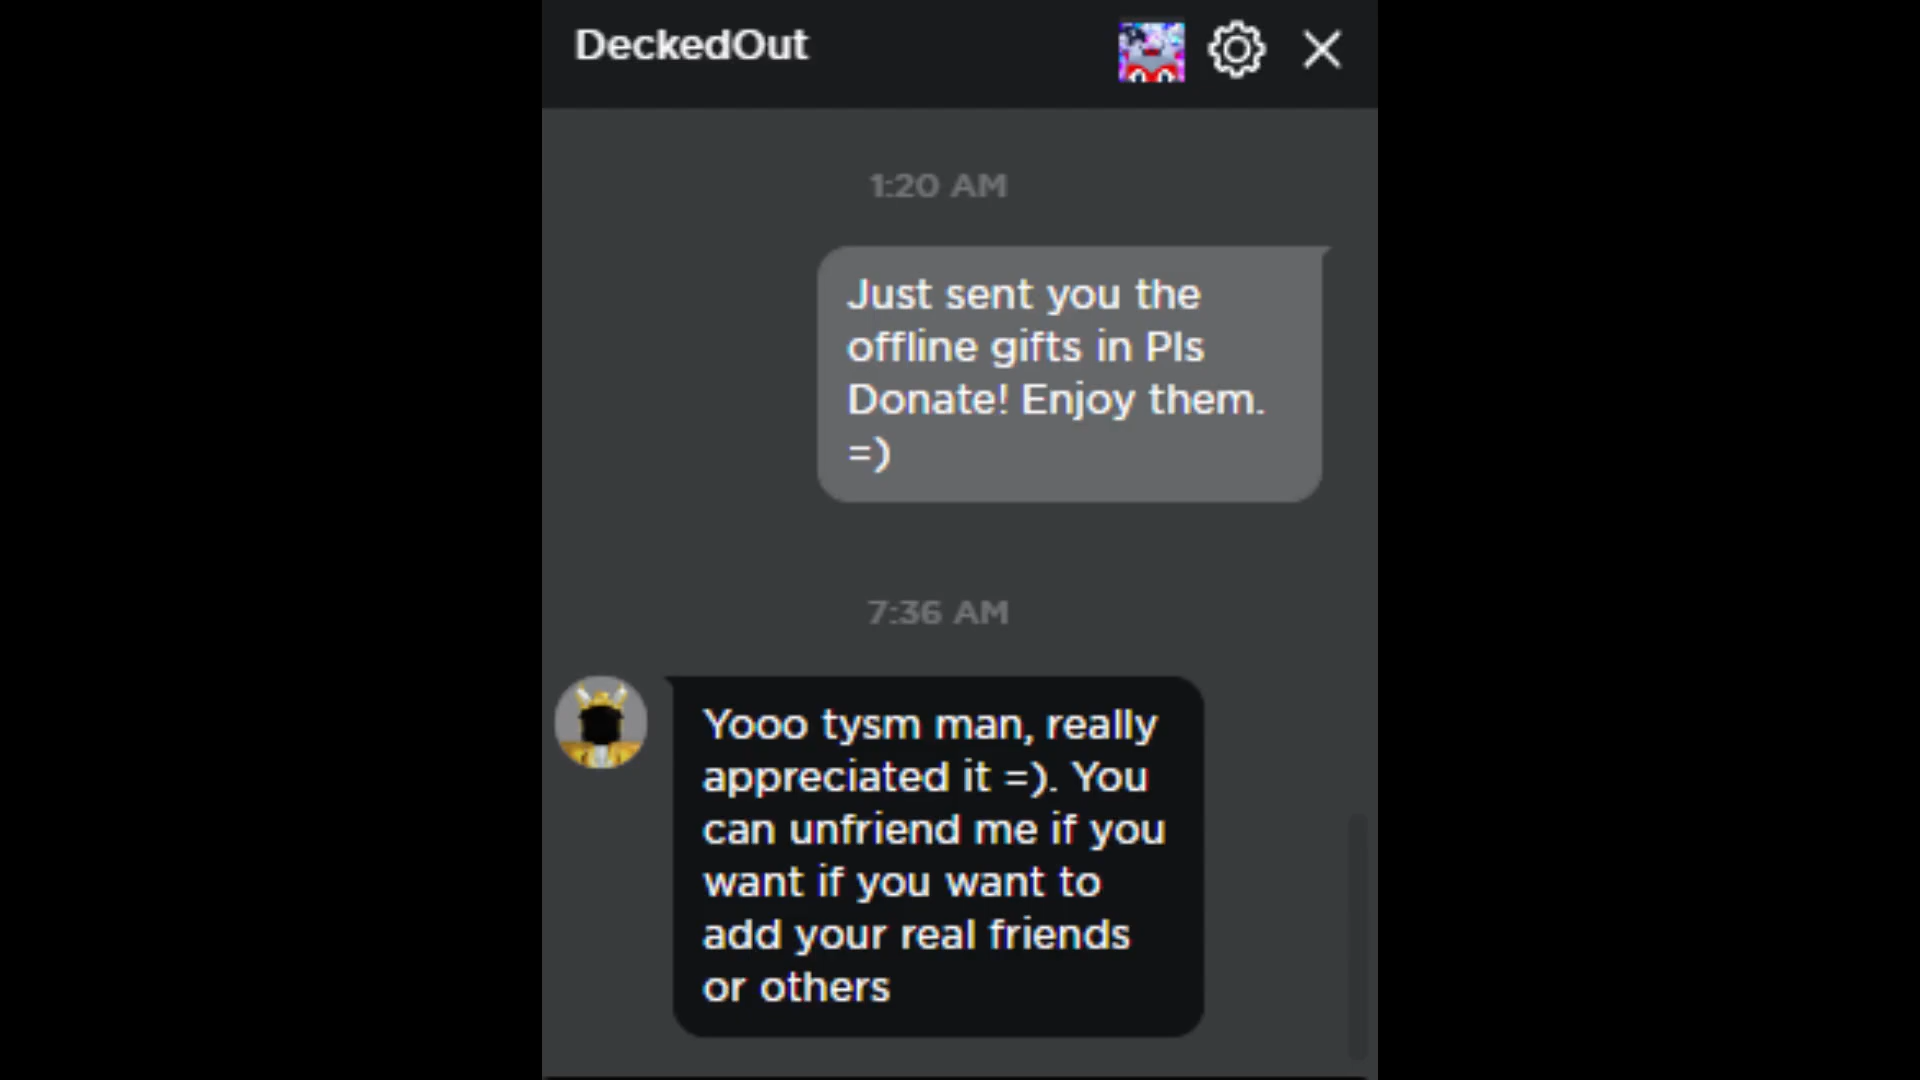 DeckedOut
1:20 AM
Just sent you the
offline gifts in Pls
Donate! Enjoy them.
=)
7:36 AM
Yooo tysm man, really
appreciated it =). You
can unfriend me if you
want if you want to
add your real friends
or others